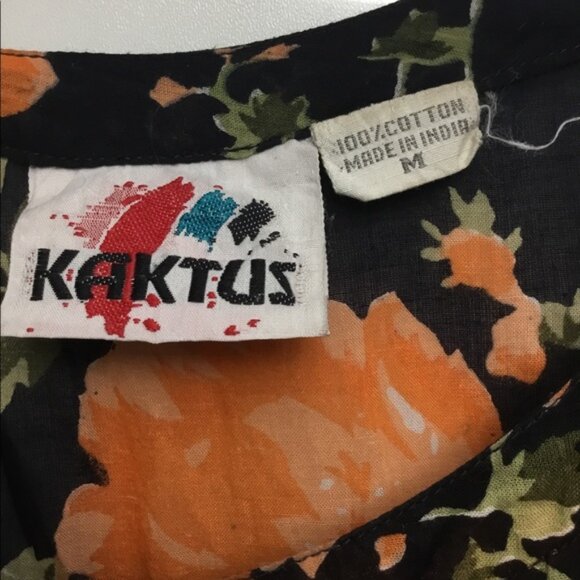 KAKTUS
100% COTTON
MADE IN INDIA
M